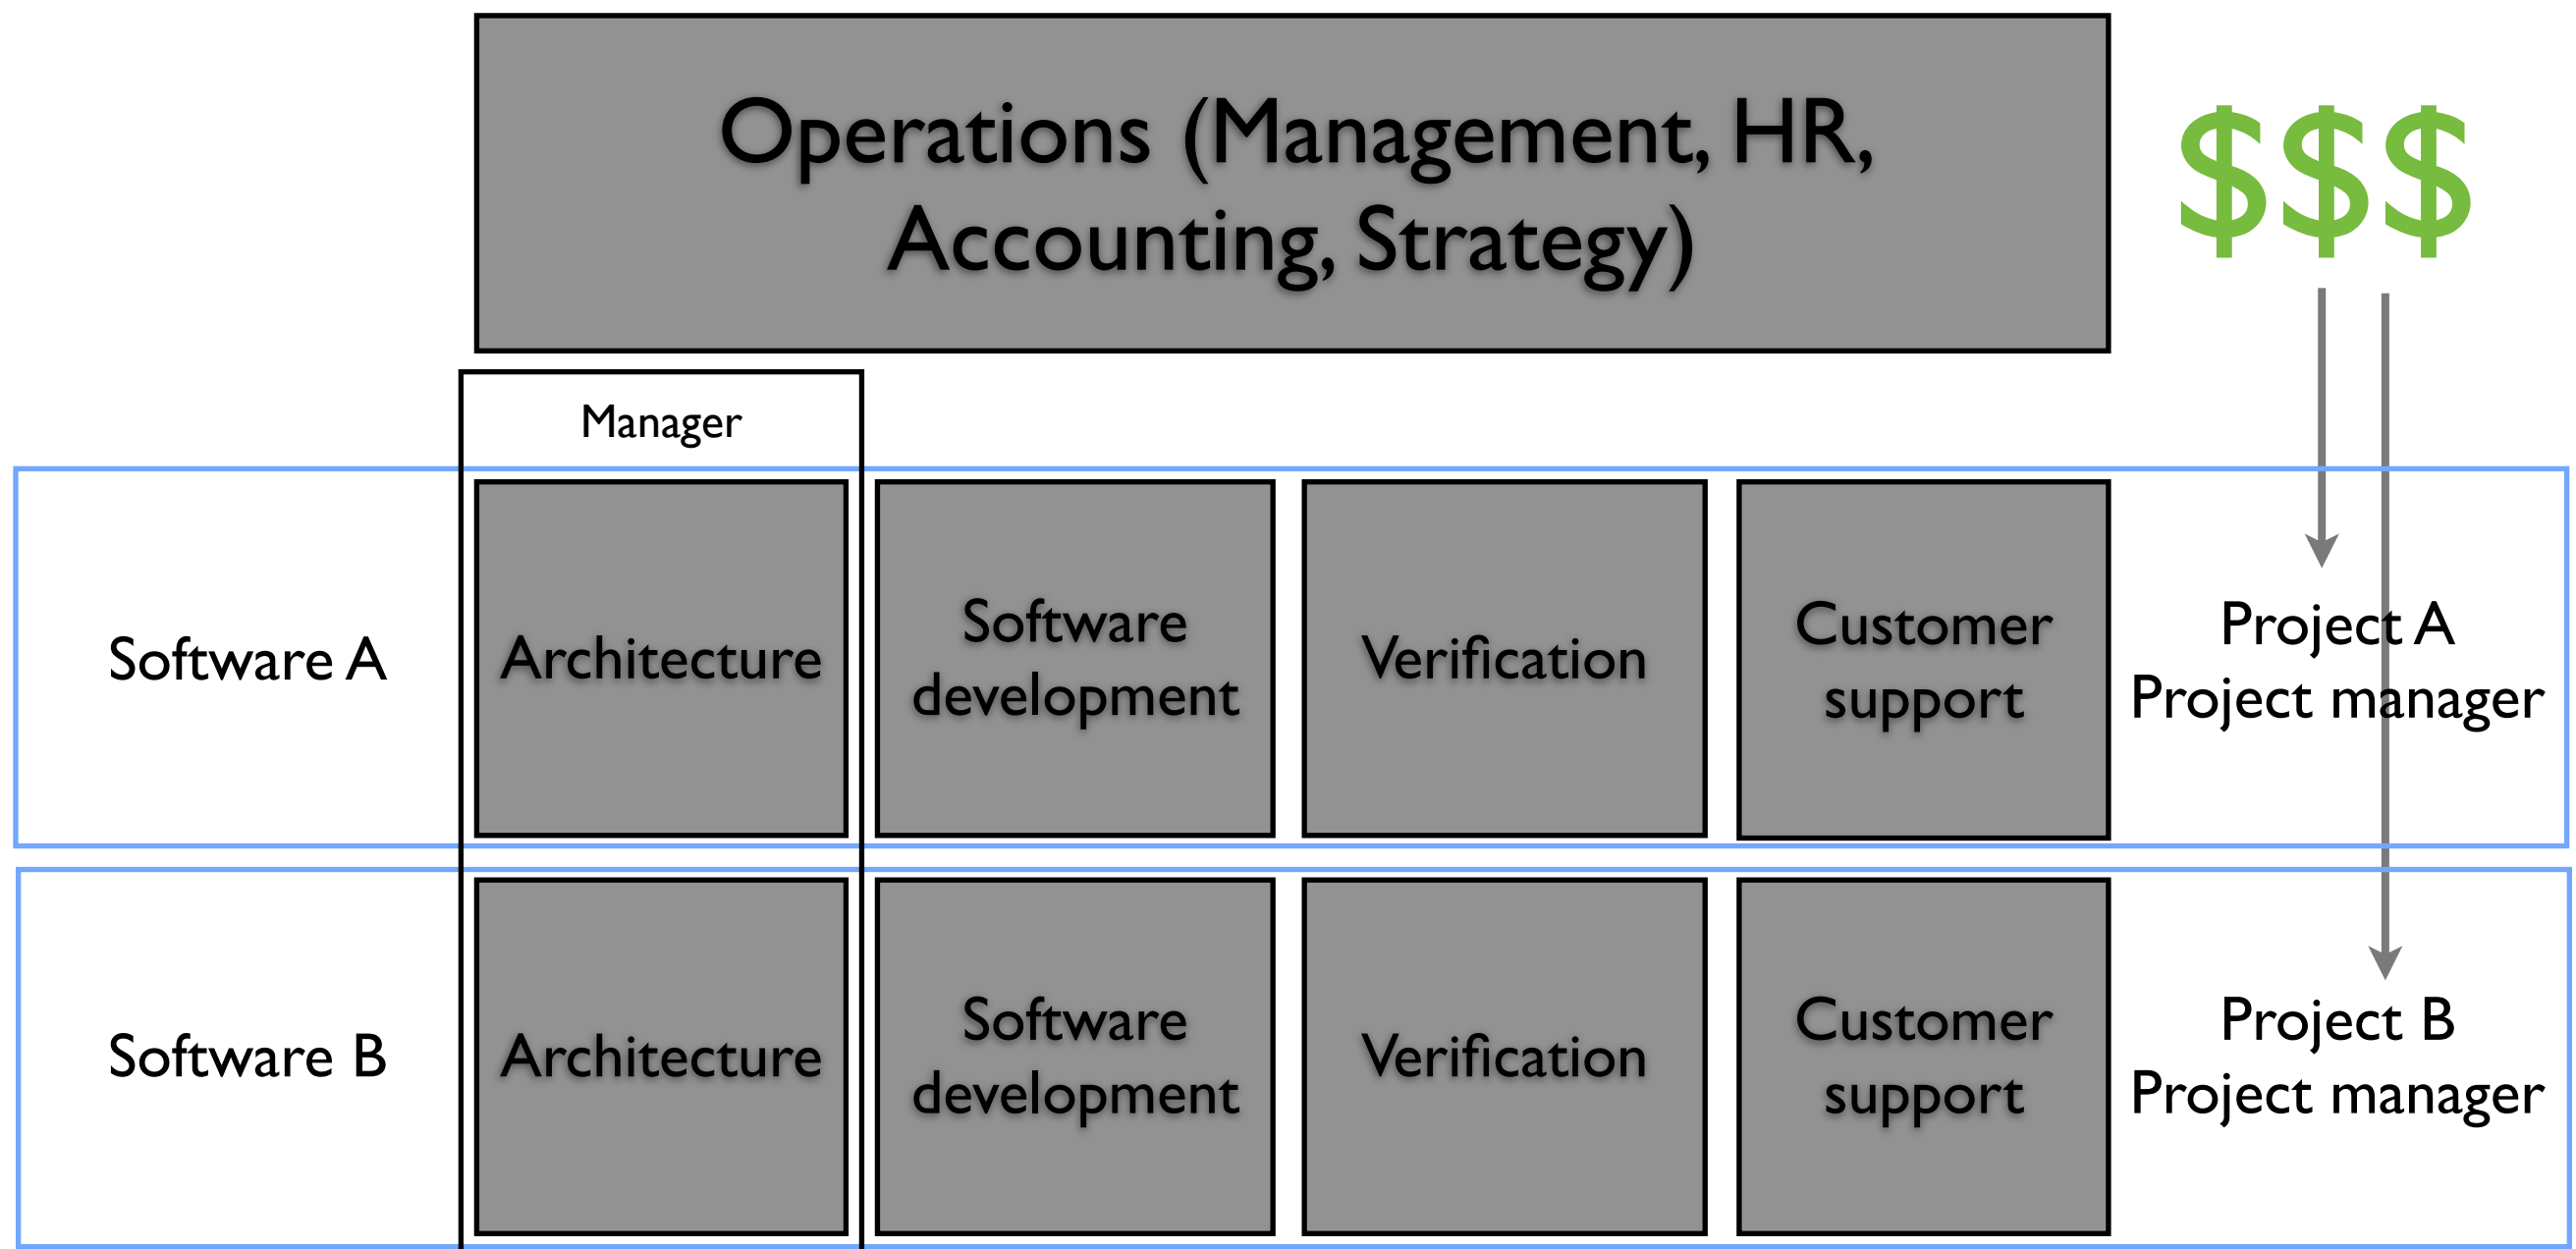 Operations (Management, HR,
Accounting, Strategy)
$$$
Manager
Software A
Architecture
Software
development
Verification
Customer
support
Project A
Project manager
Software B
Architecture
Software
development
Verification
Customer
support
Project B
Project manager